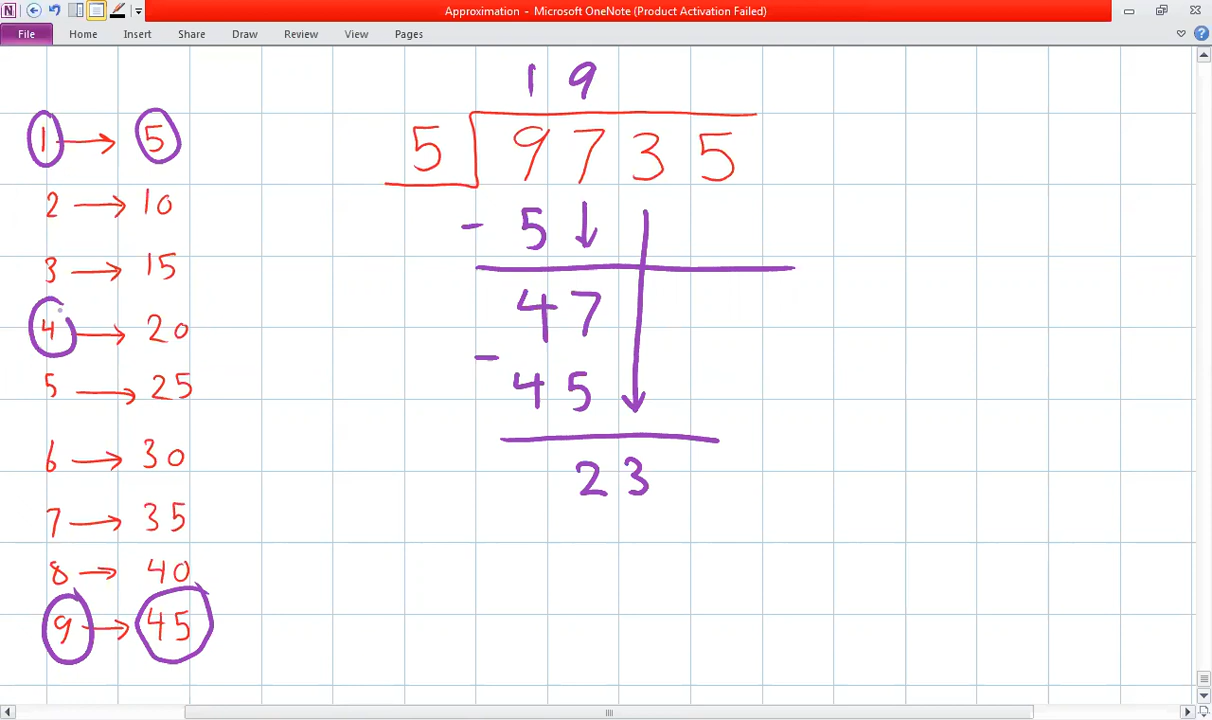 Approximation - Microsoft OneNote (Product Activation Failed)
File Home Insert Share Draw Review View Pages
1 9
5 9 7 3 5
1 → 5
2 → 10
3 → 15
4 → 20
5 → 25
6 → 30
7 → 35
8 → 40
9 → 45
- 5 ↓
4 7
- 4 5 ↓
2 3